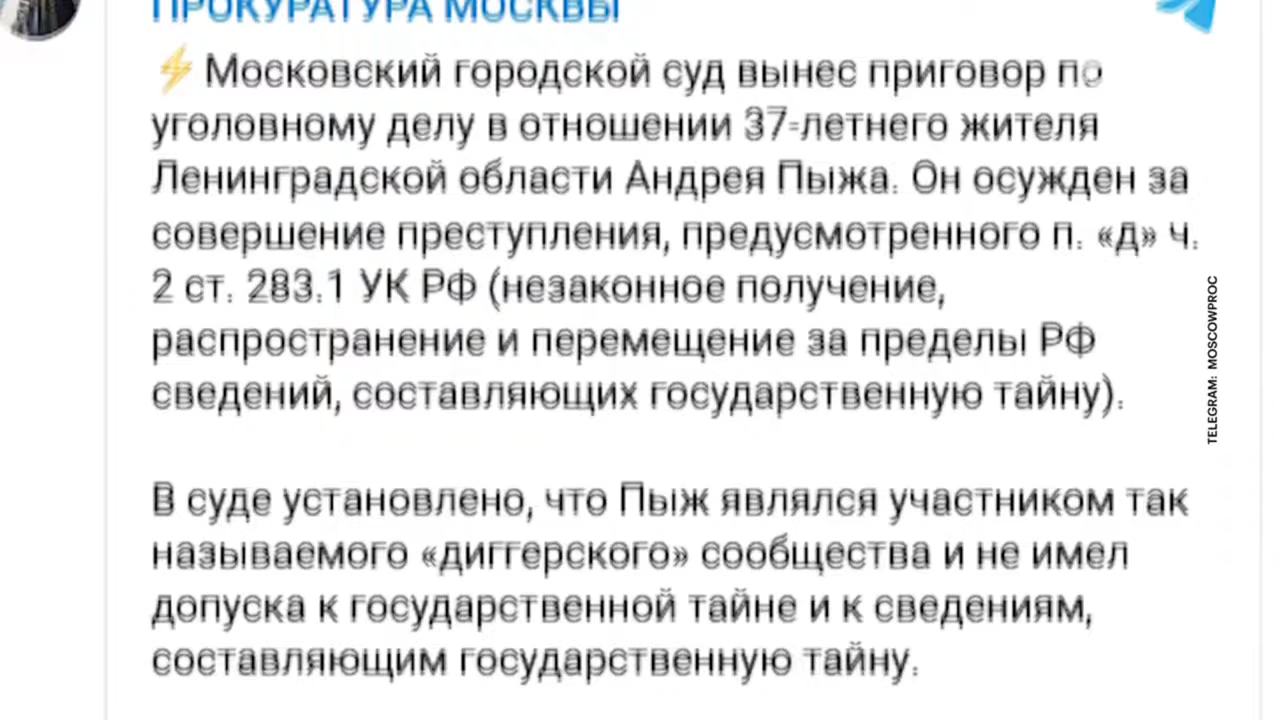 ПРОКУРАТУРА МОСКВЫ
⚡ Московский городской суд вынес приговор по
уголовному делу в отношении 37-летнего жителя
Ленинградской области Андрея Пыжа. Он осужден за
совершение преступления, предусмотренного п. «д» ч.
2 ст. 283.1 УК РФ (незаконное получение,
распространение и перемещение за пределы РФ
сведений, составляющих государственную тайну).
В суде установлено, что Пыж являлся участником так
называемого «диггерского» сообщества и не имел
допуска к государственной тайне и к сведениям,
составляющим государственную тайну.
TELEGRAM: MOSCOWPROC